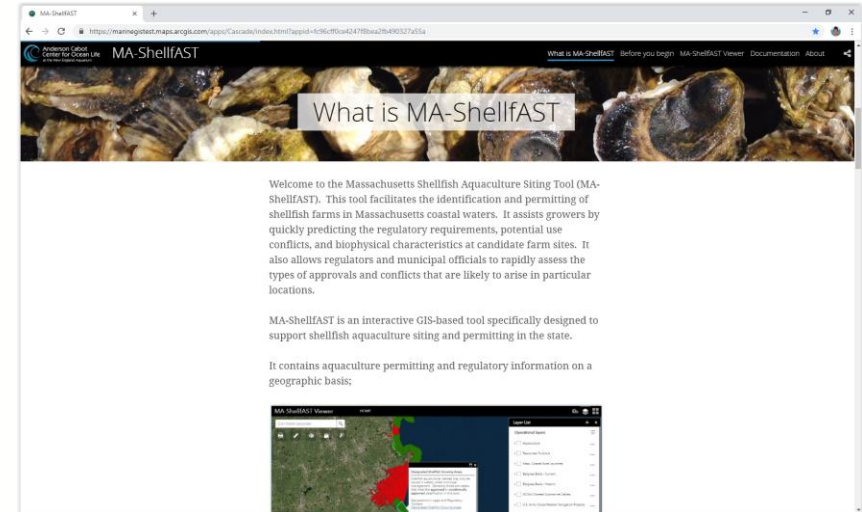 MA-ShellfAST
https://marinegistest.maps.arcgis.com/apps/Cascade/index.html?appid=
Anderson Cabot
Center for Ocean Life
at the New England Aquarium
MA-ShellfAST
What is MA-ShellfAST Before you begin MA-ShellfAST Viewer Documentation About
What is MA-ShellfAST
Welcome to the Massachusetts Shellfish Aquaculture Siting Tool (MA-
ShellfAST). This tool facilitates the identification and permitting of
shellfish farms in Massachusetts coastal waters. It assists growers by
quickly predicting the regulatory requirements, potential use
conflicts, and biophysical characteristics at candidate farm sites. It
also allows regulators and municipal officials to rapidly assess the
types of approvals and conflicts that are likely to arise in particular
locations.
MA-ShellfAST is an interactive GIS-based tool specifically designed to
support shellfish aquaculture siting and permitting in the state.
It contains aquaculture permitting and regulatory information on a
geographic basis;
MA-ShellfAST Viewer
Layer List
Operational layers